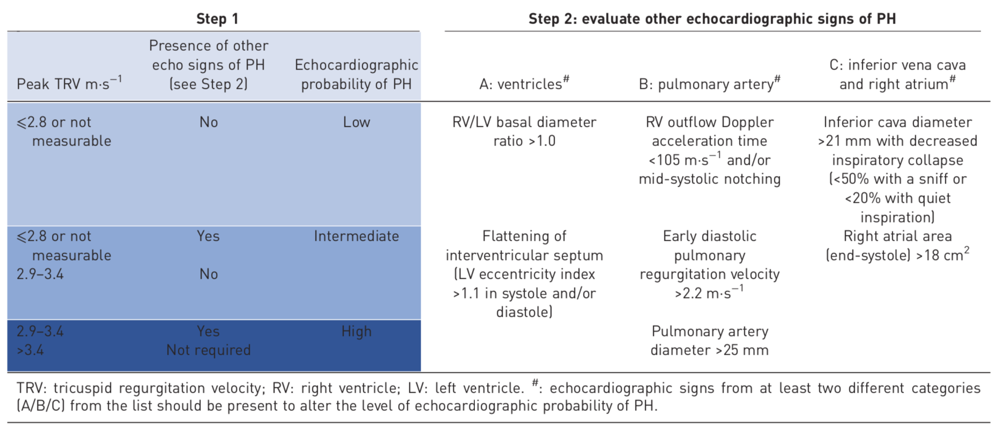 Step 1
Step 2: evaluate other echocardiographic signs of PH
Peak TRV m·s⁻¹
Presence of other
echo signs of PH
(see Step 2)
Echocardiographic
probability of PH
A: ventricles#
B: pulmonary artery#
C: inferior vena cava
and right atrium#
⩽2.8 or not
measurable
No
Low
RV/LV basal diameter
ratio >1.0
RV outflow Doppler
acceleration time
<105 m·s⁻¹ and/or
mid-systolic notching
Inferior cava diameter
>21 mm with decreased
inspiratory collapse
(<50% with a sniff or
<20% with quiet
inspiration)
⩽2.8 or not
measurable
Yes
Intermediate
2.9–3.4
No
Flattening of
interventricular septum
(LV eccentricity index
>1.1 in systole and/or
diastole)
Early diastolic
pulmonary
regurgitation velocity
>2.2 m·s⁻¹
Right atrial area
(end-systole) >18 cm²
2.9–3.4
Yes
High
>3.4
Not required
Pulmonary artery
diameter >25 mm
TRV: tricuspid regurgitation velocity; RV: right ventricle; LV: left ventricle. #: echocardiographic signs from at least two different categories
(A/B/C) from the list should be present to alter the level of echocardiographic probability of PH.